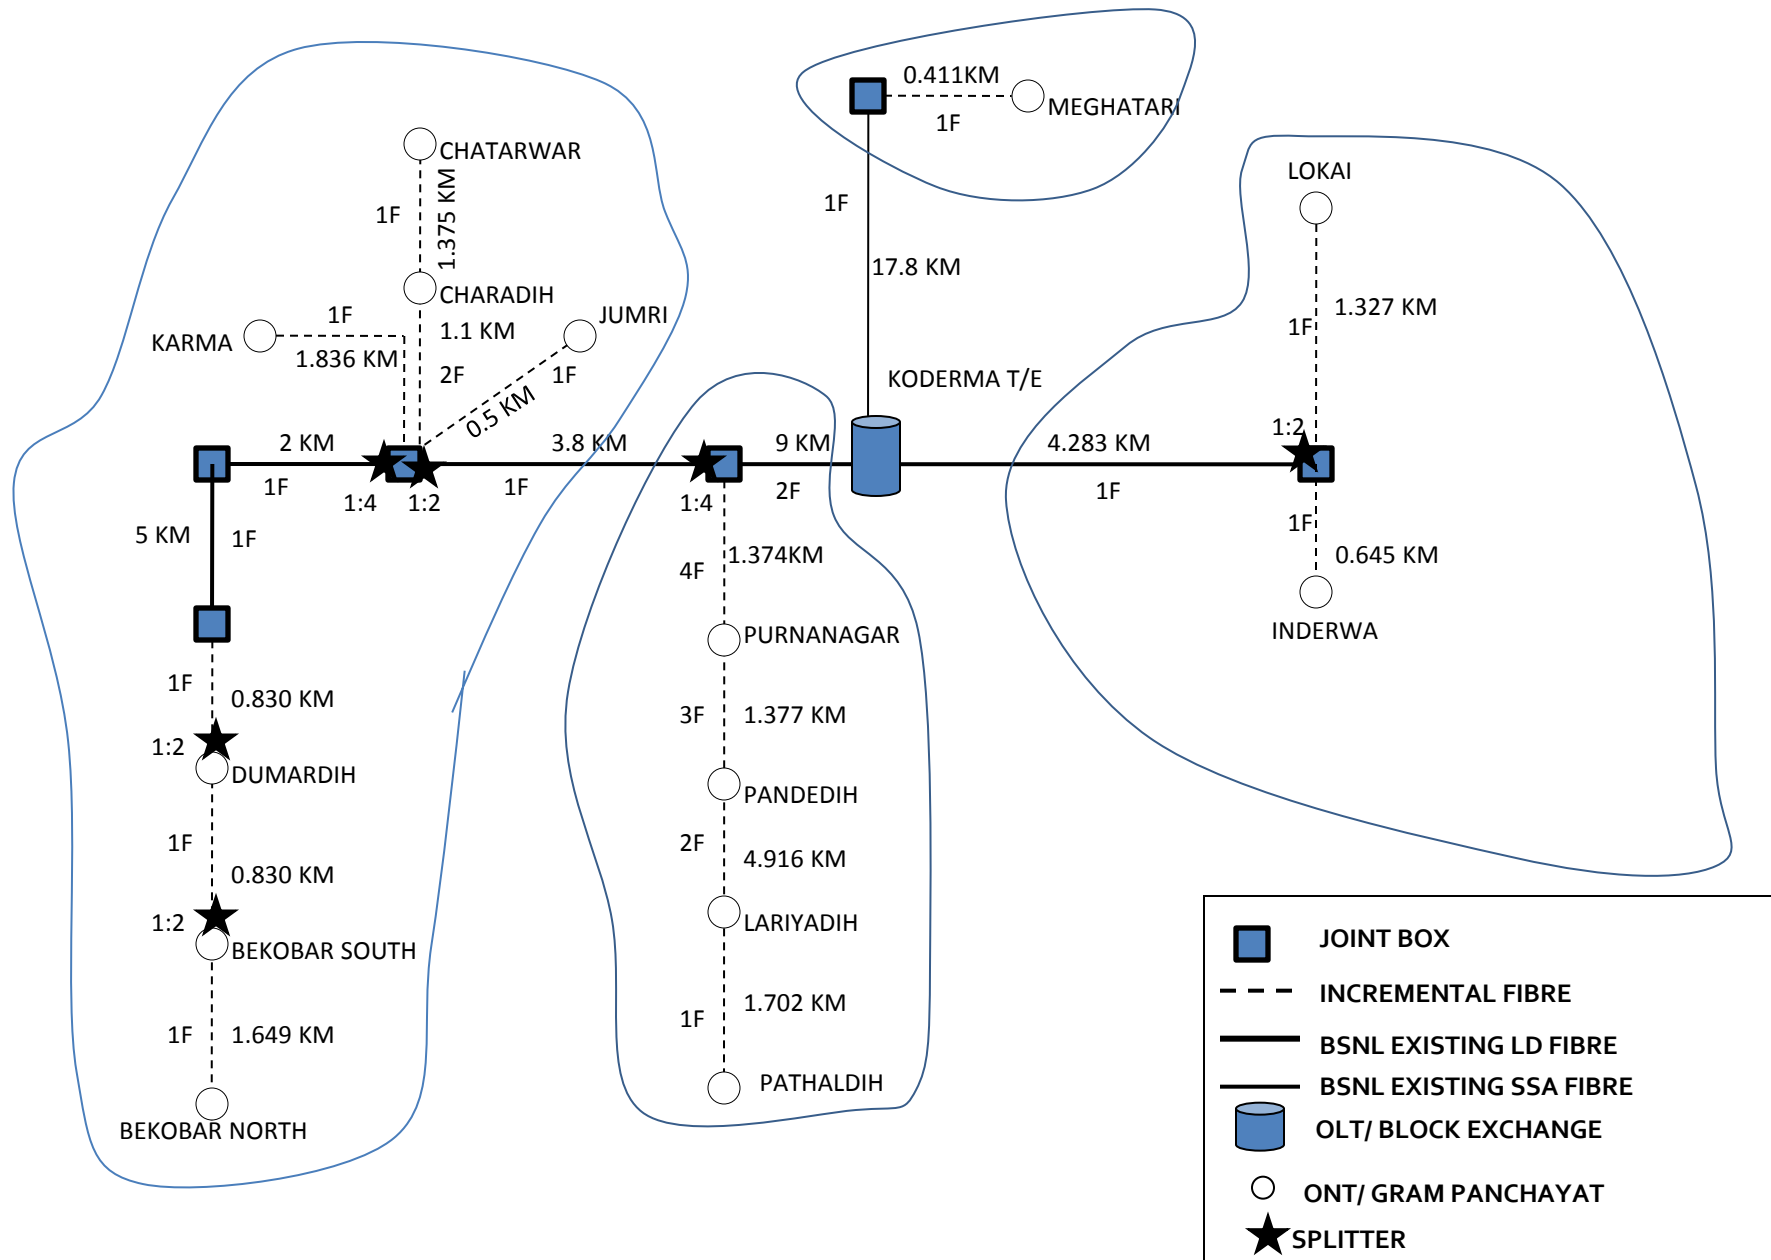 0.411KM
MEGHATARI
1F
CHATARWAR
1F
1.375 KM
1F
LOKAI
17.8 KM
CHARADIH
1F
JUMRI
KARMA
1.1 KM
1.836 KM
2F
1F
0.5 KM
1F
1.327 KM
KODERMA T/E
2 KM
3.8 KM
9 KM
4.283 KM
1:2
1F
1:4
1:2
1F
1:4
2F
1F
1F
5 KM
1F
1.374KM
0.645 KM
4F
PURNANAGAR
INDERWA
1F
0.830 KM
3F
1.377 KM
1:2
DUMARDIH
PANDEDIH
1F
0.830 KM
2F
4.916 KM
1:2
BEKOBAR SOUTH
LARIYADIH
1F
1.649 KM
1F
1.702 KM
PATHALDIH
BEKOBAR NORTH
JOINT BOX
INCREMENTAL FIBRE
BSNL EXISTING LD FIBRE
BSNL EXISTING SSA FIBRE
OLT/ BLOCK EXCHANGE
ONT/ GRAM PANCHAYAT
SPLITTER